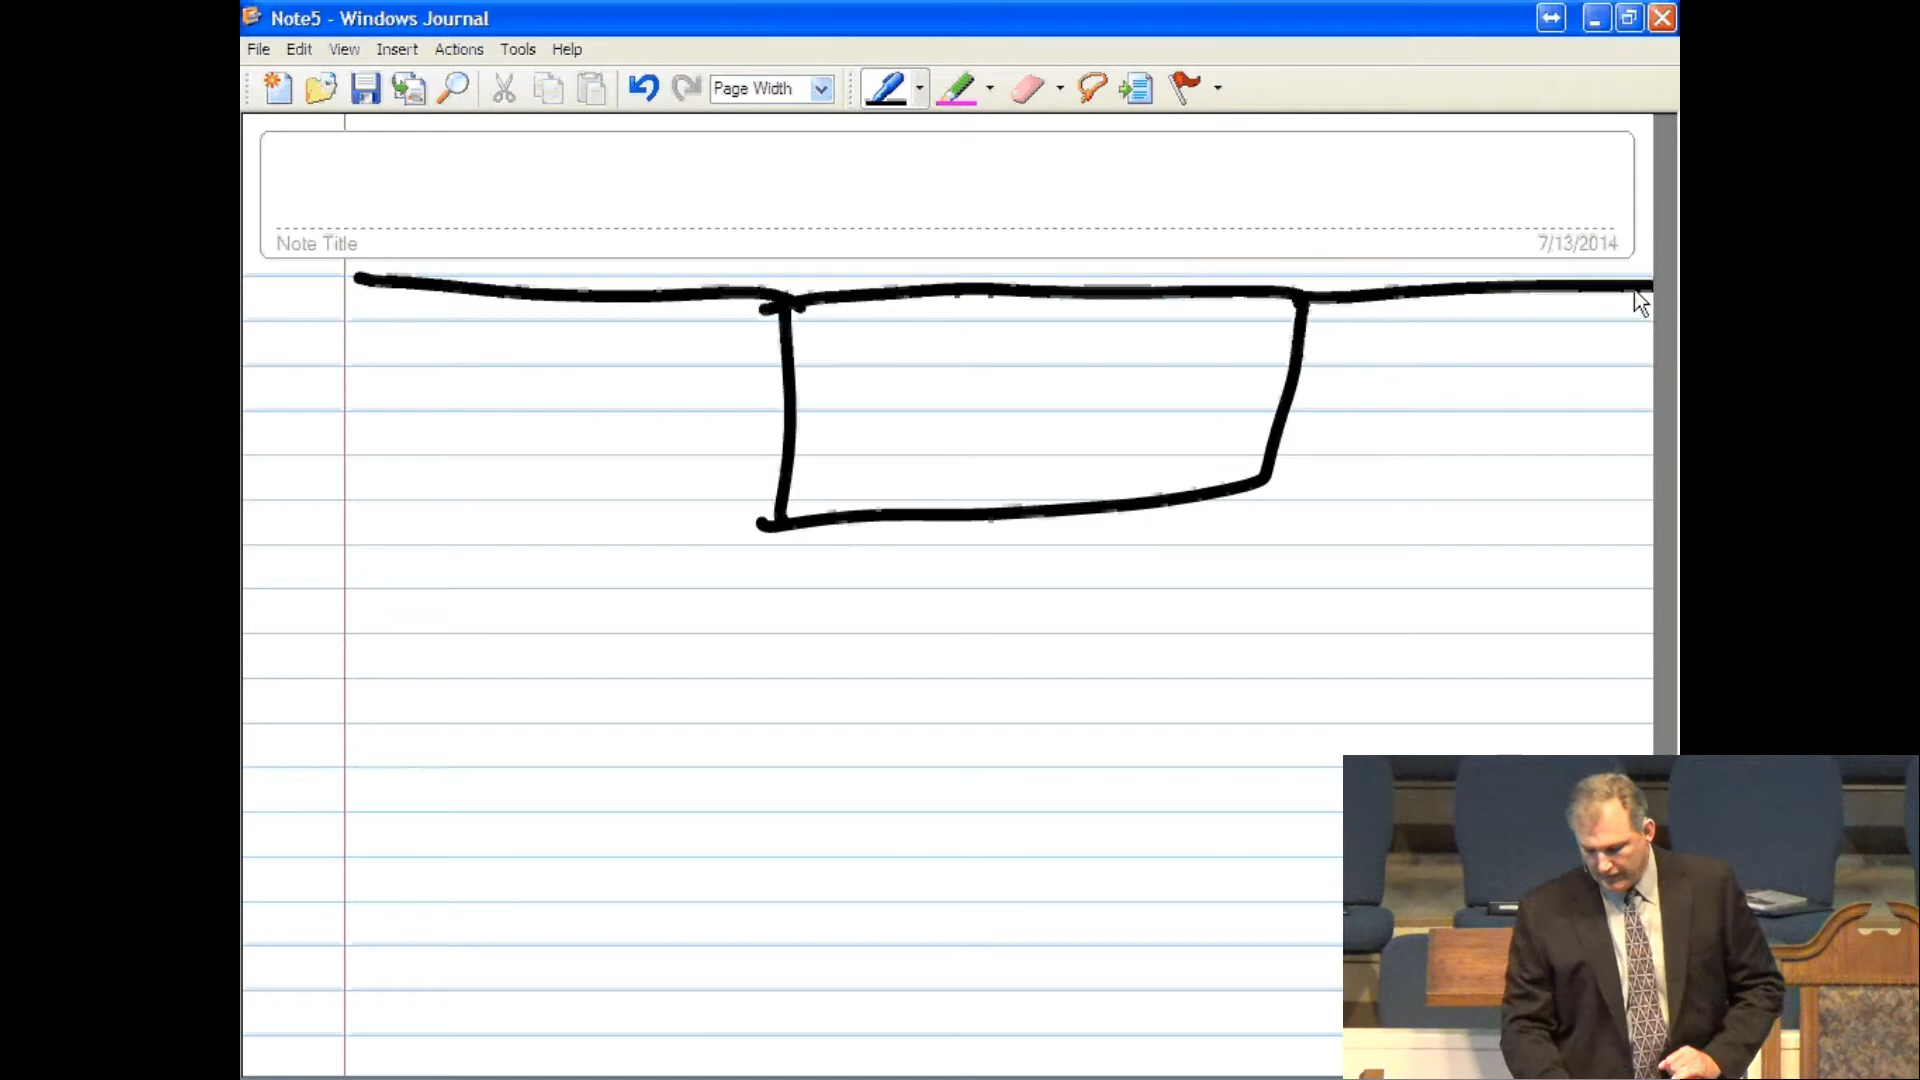 Note5 - Windows Journal
File Edit View Insert Actions Tools Help
Page Width
Note Title
7/13/2014